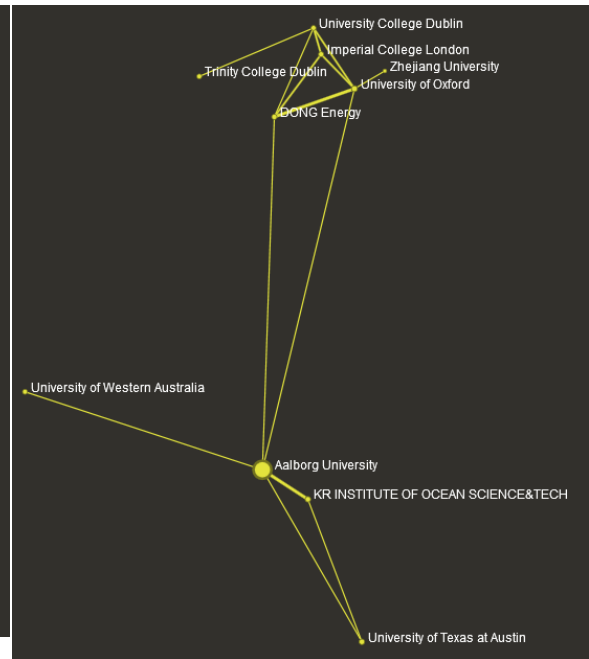 University College Dublin
Imperial College London
Zhejiang University
Trinity College Dublin
University of Oxford
DONG Energy
University of Western Australia
Aalborg University
KR INSTITUTE OF OCEAN SCIENCE&TECH
University of Texas at Austin